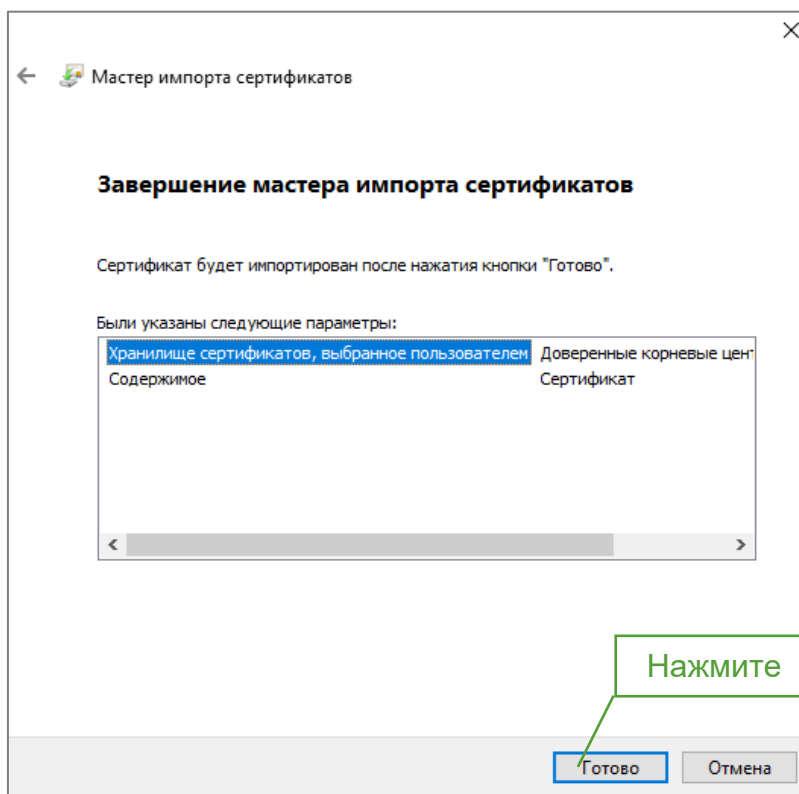 Мастер импорта сертификатов
Завершение мастера импорта сертификатов
Сертификат будет импортирован после нажатия кнопки "Готово".
Были указаны следующие параметры:
Хранилище сертификатов, выбранное пользователем Доверенные корневые цент
Содержимое Сертификат
Нажмите
Готово Отмена